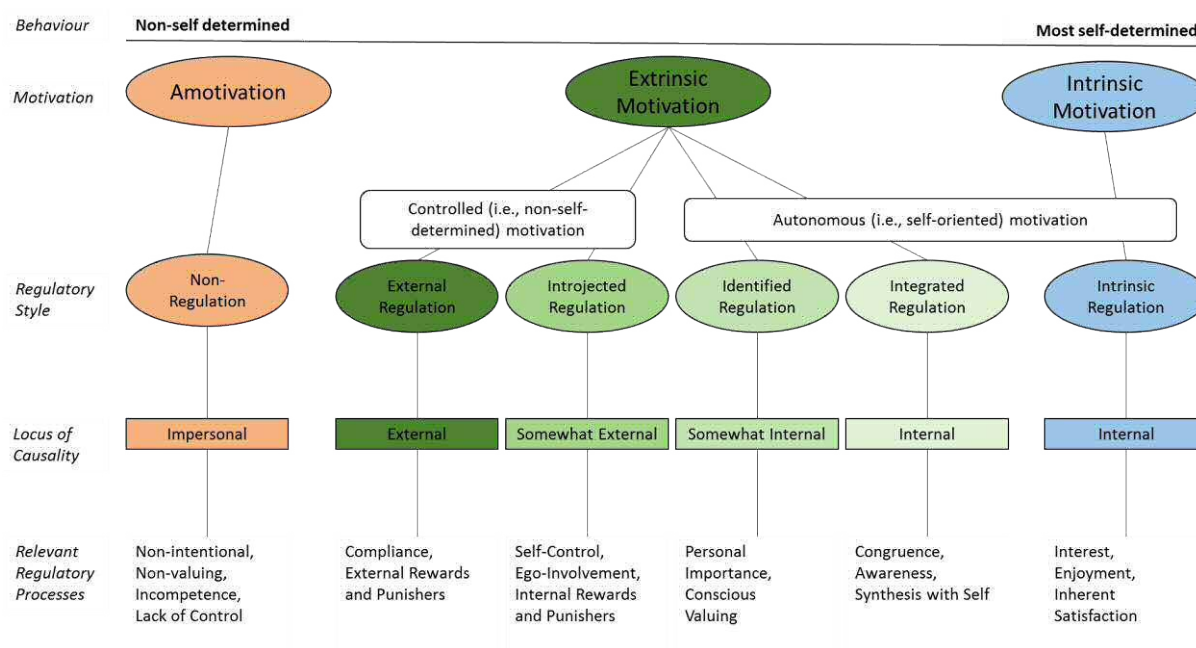 Behaviour
Non-self determined
Most self-determined
Motivation
Amotivation
Extrinsic
Motivation
Intrinsic
Motivation
Controlled (i.e., non-self-
determined) motivation
Autonomous (i.e., self-oriented) motivation
Regulatory
Style
Non-
Regulation
External
Regulation
Introjected
Regulation
Identified
Regulation
Integrated
Regulation
Intrinsic
Regulation
Locus of
Causality
Impersonal
External
Somewhat External
Somewhat Internal
Internal
Internal
Relevant
Regulatory
Processes
Non-intentional,
Non-valuing,
Incompetence,
Lack of Control
Compliance,
External Rewards
and Punishers
Self-Control,
Ego-Involvement,
Internal Rewards
and Punishers
Personal
Importance,
Conscious
Valuing
Congruence,
Awareness,
Synthesis with Self
Interest,
Enjoyment,
Inherent
Satisfaction